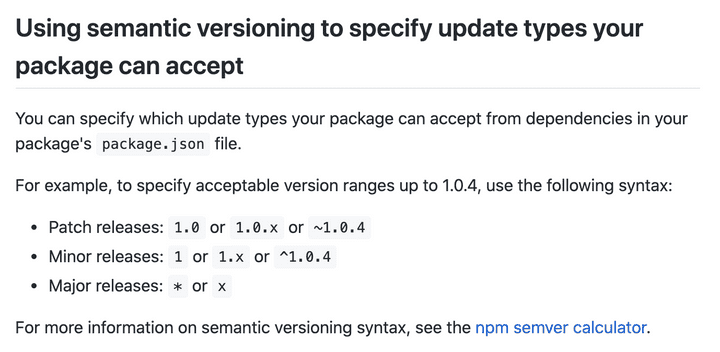 Using semantic versioning to specify update types your
package can accept
You can specify which update types your package can accept from dependencies in your
package's package.json file.
For example, to specify acceptable version ranges up to 1.0.4, use the following syntax:
• Patch releases: 1.0 or 1.0.x or ~1.0.4
• Minor releases: 1 or 1.x or ^1.0.4
• Major releases: * or x
For more information on semantic versioning syntax, see the npm semver calculator.